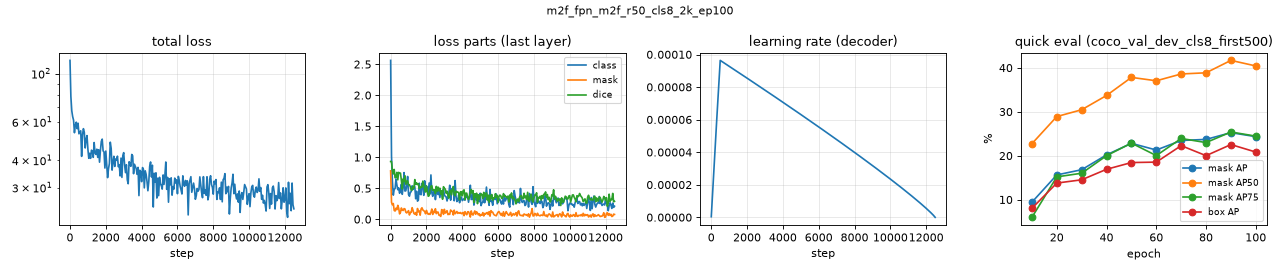 m2f_fpn_m2f_r50_cls8_2k_ep100
total loss
10²
6 × 10¹
4 × 10¹
3 × 10¹
0 2000 4000 6000 8000 10000 12000
step
loss parts (last layer)
2.5
2.0
1.5
1.0
0.5
0.0
class
mask
dice
0 2000 4000 6000 8000 10000 12000
step
learning rate (decoder)
0.00010
0.00008
0.00006
0.00004
0.00002
0.00000
0 2000 4000 6000 8000 10000 12000
step
quick eval (coco_val_dev_cls8_first500)
%
40
30
20
10
mask AP
mask AP50
mask AP75
box AP
20 40 60 80 100
epoch